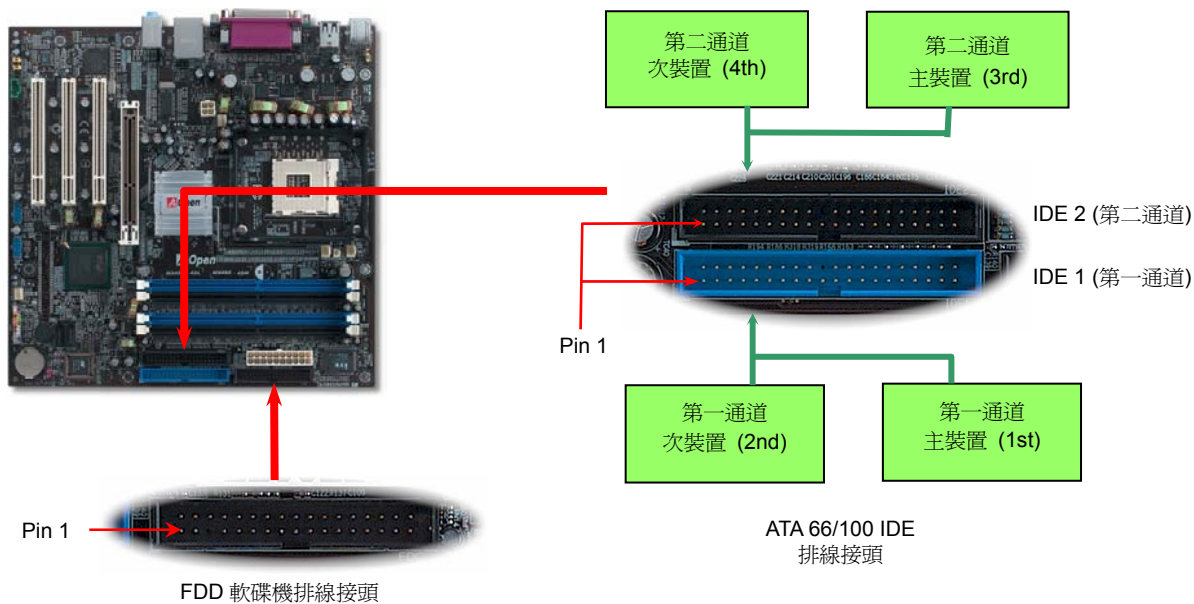 第二通道
次裝置 (4th)
第二通道
主裝置 (3rd)
IDE 2 (第二通道)
IDE 1 (第一通道)
Pin 1
第一通道
次裝置 (2nd)
第一通道
主裝置 (1st)
ATA 66/100 IDE
排線接頭
AOpen
AOpen
Pin 1
FDD 軟碟機排線接頭